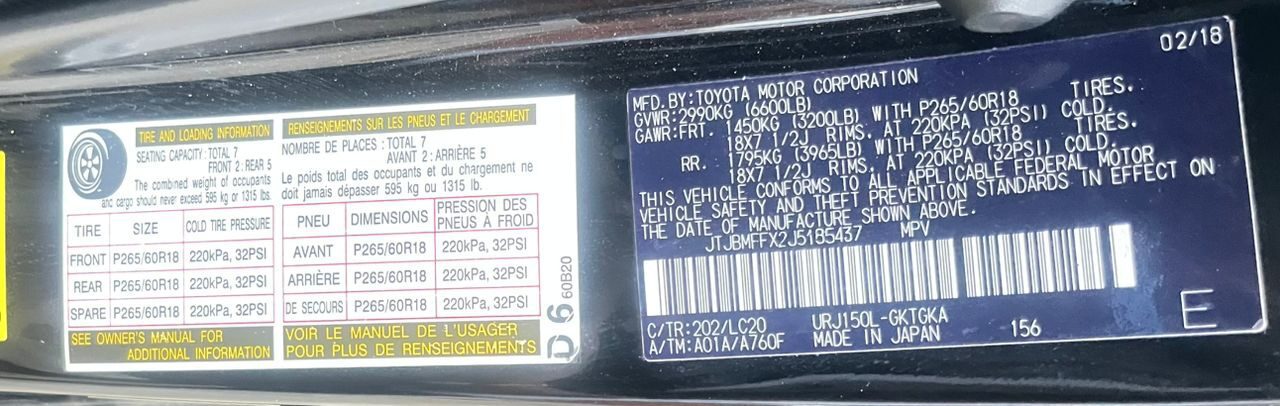 TIRE AND LOADING INFORMATION
SEATING CAPACITY : TOTAL 7
FRONT 2 : REAR 5
The combined weight of occupants
and cargo should never exceed 595 kg or 1315 lbs.
TIRE SIZE COLD TIRE PRESSURE
FRONT P265/60R18 220kPa, 32PSI
REAR P265/60R18 220kPa, 32PSI
SPARE P265/60R18 220kPa, 32PSI
SEE OWNER'S MANUAL FOR
ADDITIONAL INFORMATION
RENSEIGNEMENTS SUR LES PNEUS ET LE CHARGEMENT
NOMBRE DE PLACES : TOTAL 7
AVANT 2 : ARRIÈRE 5
Le poids total des occupants et du chargement ne
doit jamais dépasser 595 kg ou 1315 lb.
PNEU DIMENSIONS PRESSION DES
PNEUS À FROID
AVANT P265/60R18 220kPa, 32PSI
ARRIÈRE P265/60R18 220kPa, 32PSI
DE SECOURS P265/60R18 220kPa, 32PSI
VOIR LE MANUEL DE L'USAGER
POUR PLUS DE RENSEIGNEMENTS
D6
60B20
02/18
MFD.BY:TOYOTA MOTOR CORPORATION
GVWR:2990KG (6600LB)
GAWR:FRT. 1450KG (3200LB) WITH P265/60R18 TIRES.
18X7 1/2J RIMS, AT 220KPA (32PSI) COLD.
RR. 1795KG (3965LB) WITH P265/60R18 TIRES.
18X7 1/2J RIMS, AT 220KPA (32PSI) COLD.
THIS VEHICLE CONFORMS TO ALL APPLICABLE FEDERAL MOTOR
VEHICLE SAFETY AND THEFT PREVENTION STANDARDS IN EFFECT ON
THE DATE OF MANUFACTURE SHOWN ABOVE.
JTJBMFFX2J5185437 MPV
C/TR:202/LC20 URJ150L-GKTGKA
A/TM:A01A/A760F MADE IN JAPAN 156
E